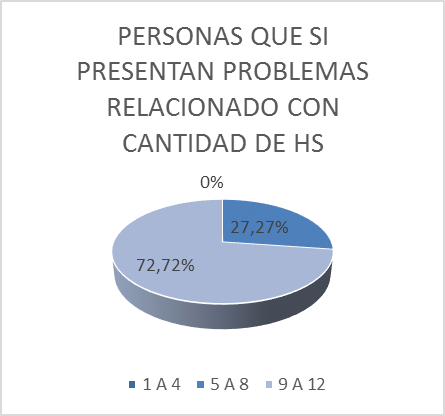 PERSONAS QUE SI
PRESENTAN PROBLEMAS
RELACIONADO CON
CANTIDAD DE HS
0%
27,27%
72,72%
1 A 4 5 A 8 9 A 12